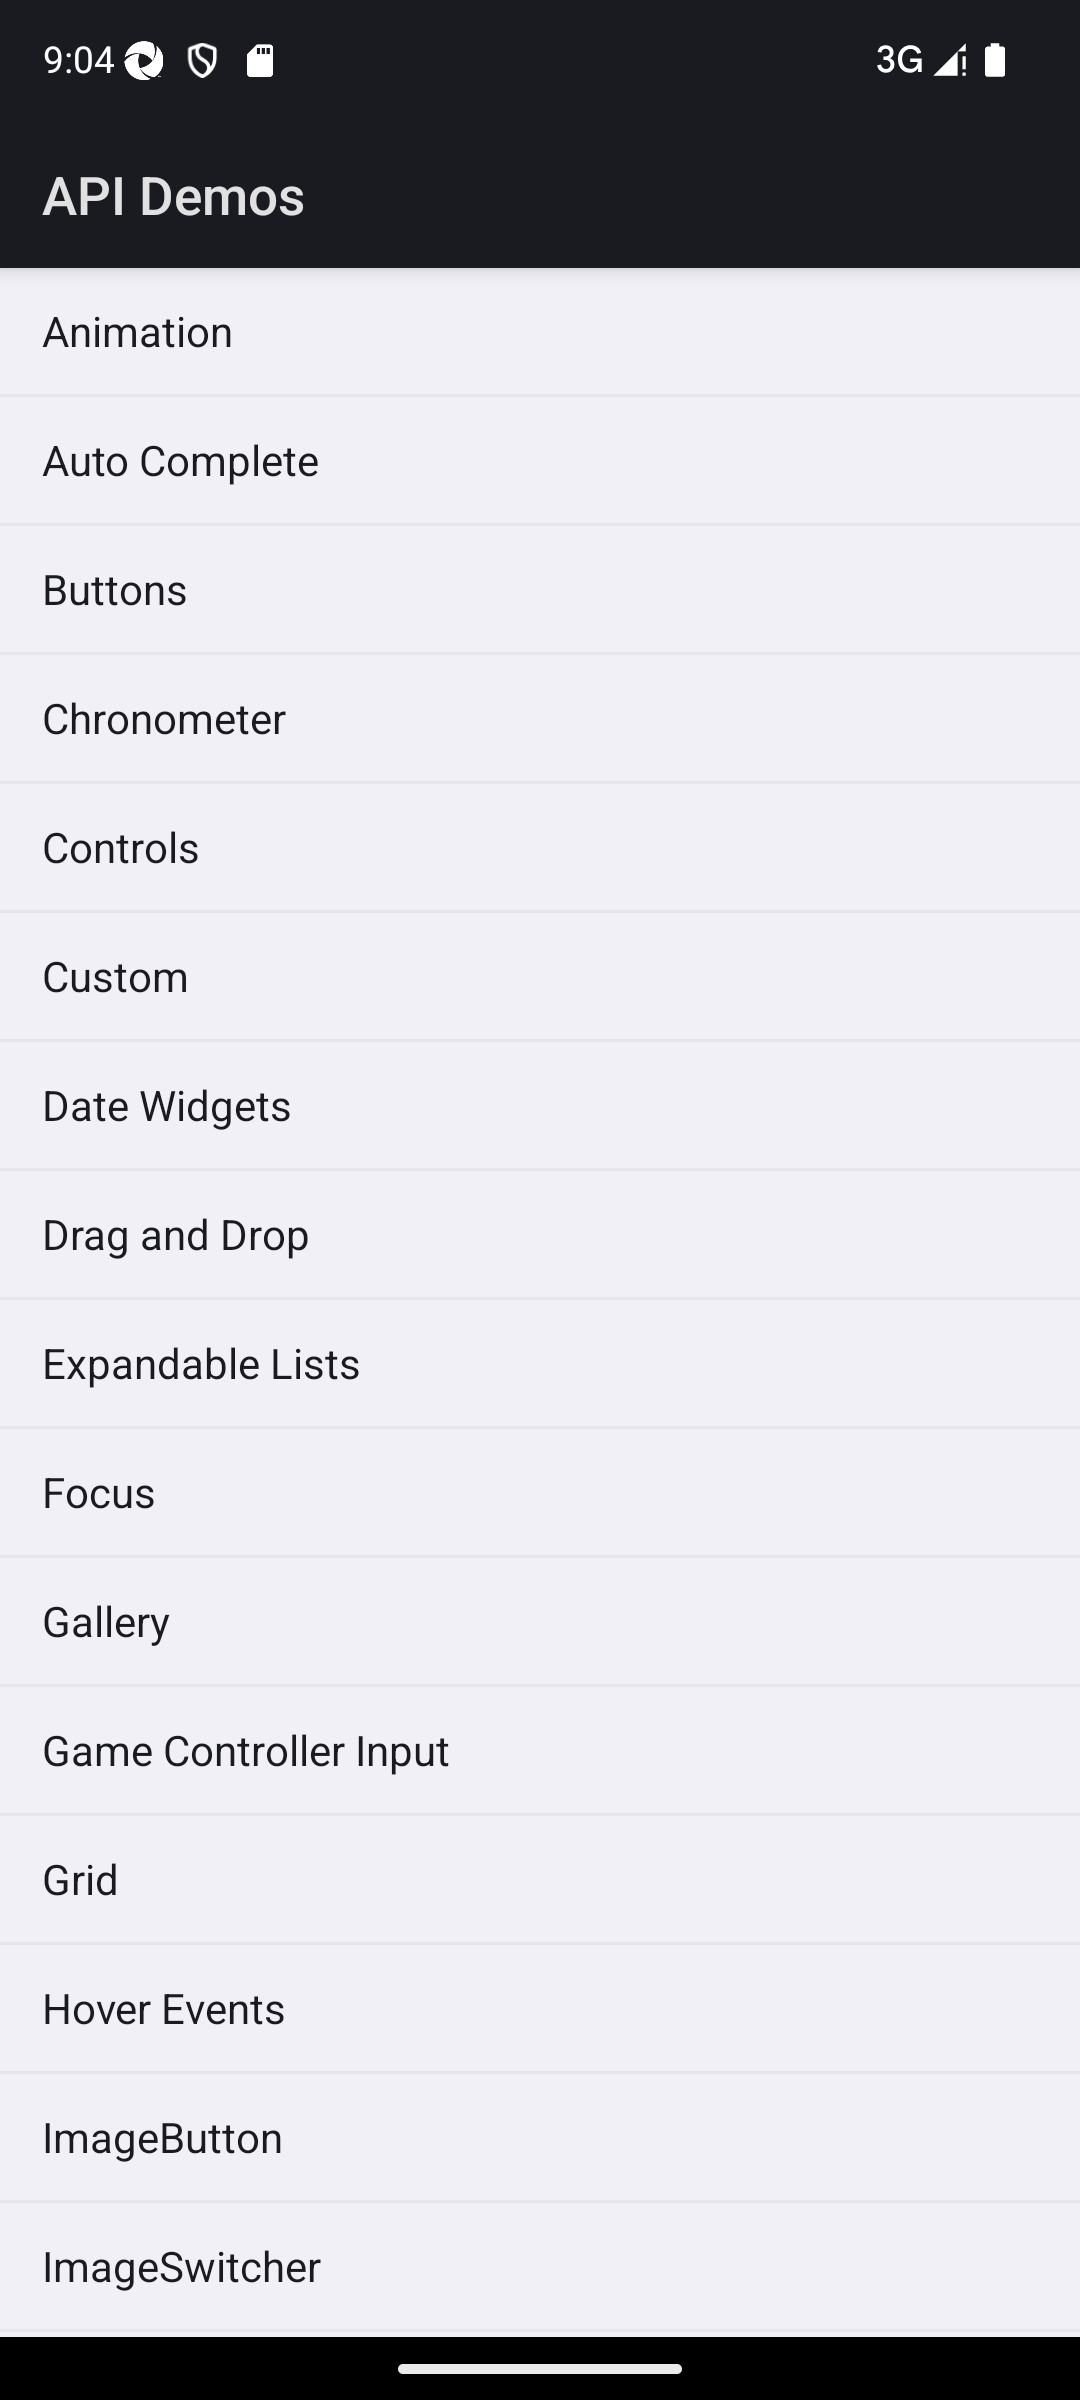 9:04 3G
API Demos
Animation
Auto Complete
Buttons
Chronometer
Controls
Custom
Date Widgets
Drag and Drop
Expandable Lists
Focus
Gallery
Game Controller Input
Grid
Hover Events
ImageButton
ImageSwitcher